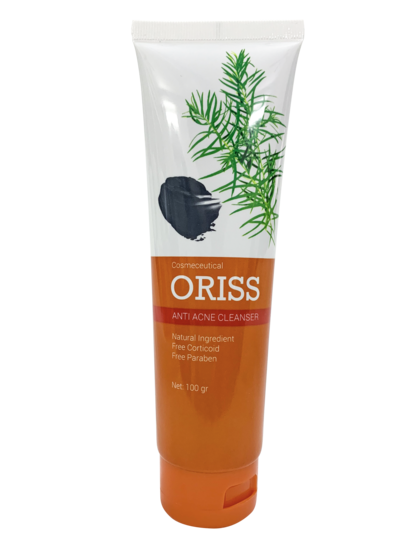 Cosmeceutical
ORISS
ANTI ACNE CLEANSER
Natural Ingredient
Free Corticoid
Free Paraben
Net: 100 gr